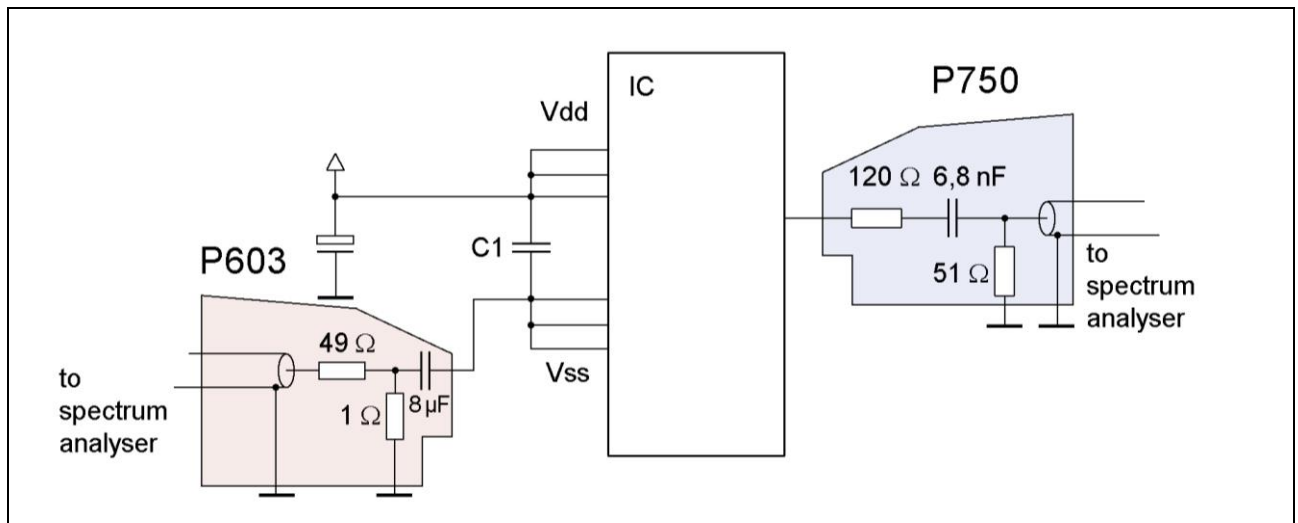 IC
P750
Vdd
120 Ω 6,8 nF
P603
C1
51 Ω
to
spectrum
analyser
49 Ω
Vss
to
spectrum
analyser
1 Ω
8 µF